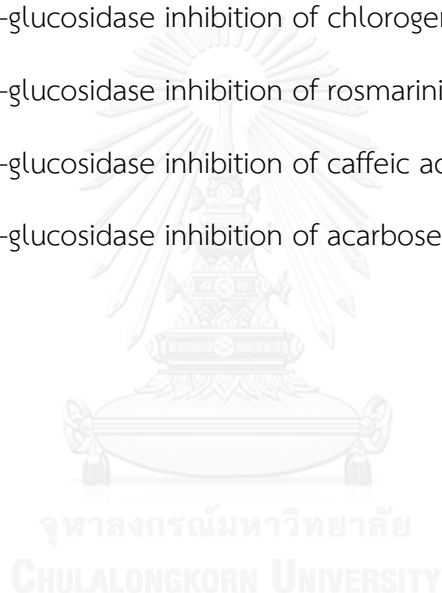 -glucosidase inhibition of chloroger
-glucosidase inhibition of rosmarini
-glucosidase inhibition of caffeic ac
-glucosidase inhibition of acarbose
จุฬาลงกรณ์มหาวิทยาลัย
CHULALONGKORN UNIVERSITY